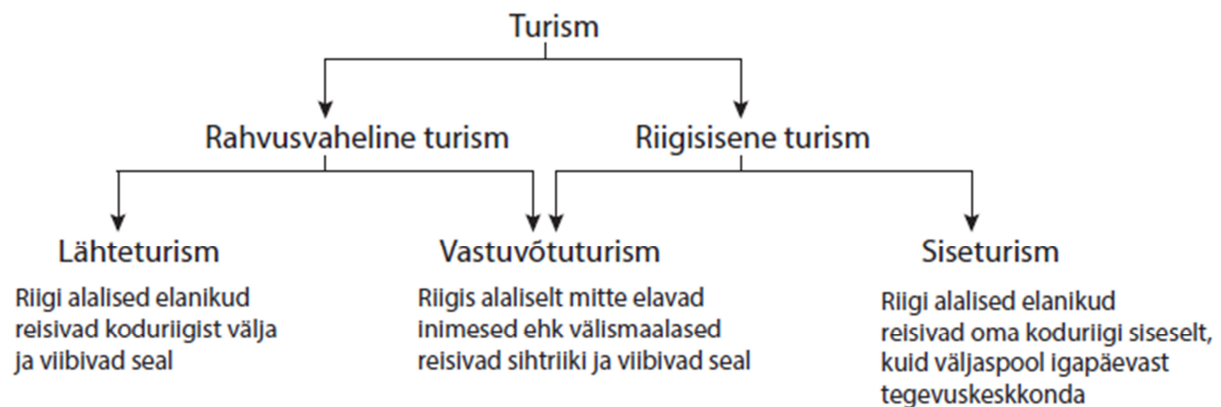 Turism
Rahvusvaheline turism
Riigisisene turism
Lähteturism
Riigi alalised elanikud
reisivad koduriigist välja
ja viibivad seal
Vastuvõtuturism
Riigis alaliselt mitte elavad
inimesed ehk välismaalased
reisivad sihtriiki ja viibivad seal
Siseturism
Riigi alalised elanikud
reisivad oma koduriigi siseselt,
kuid väljaspool igapäevast
tegevuskeskkonda